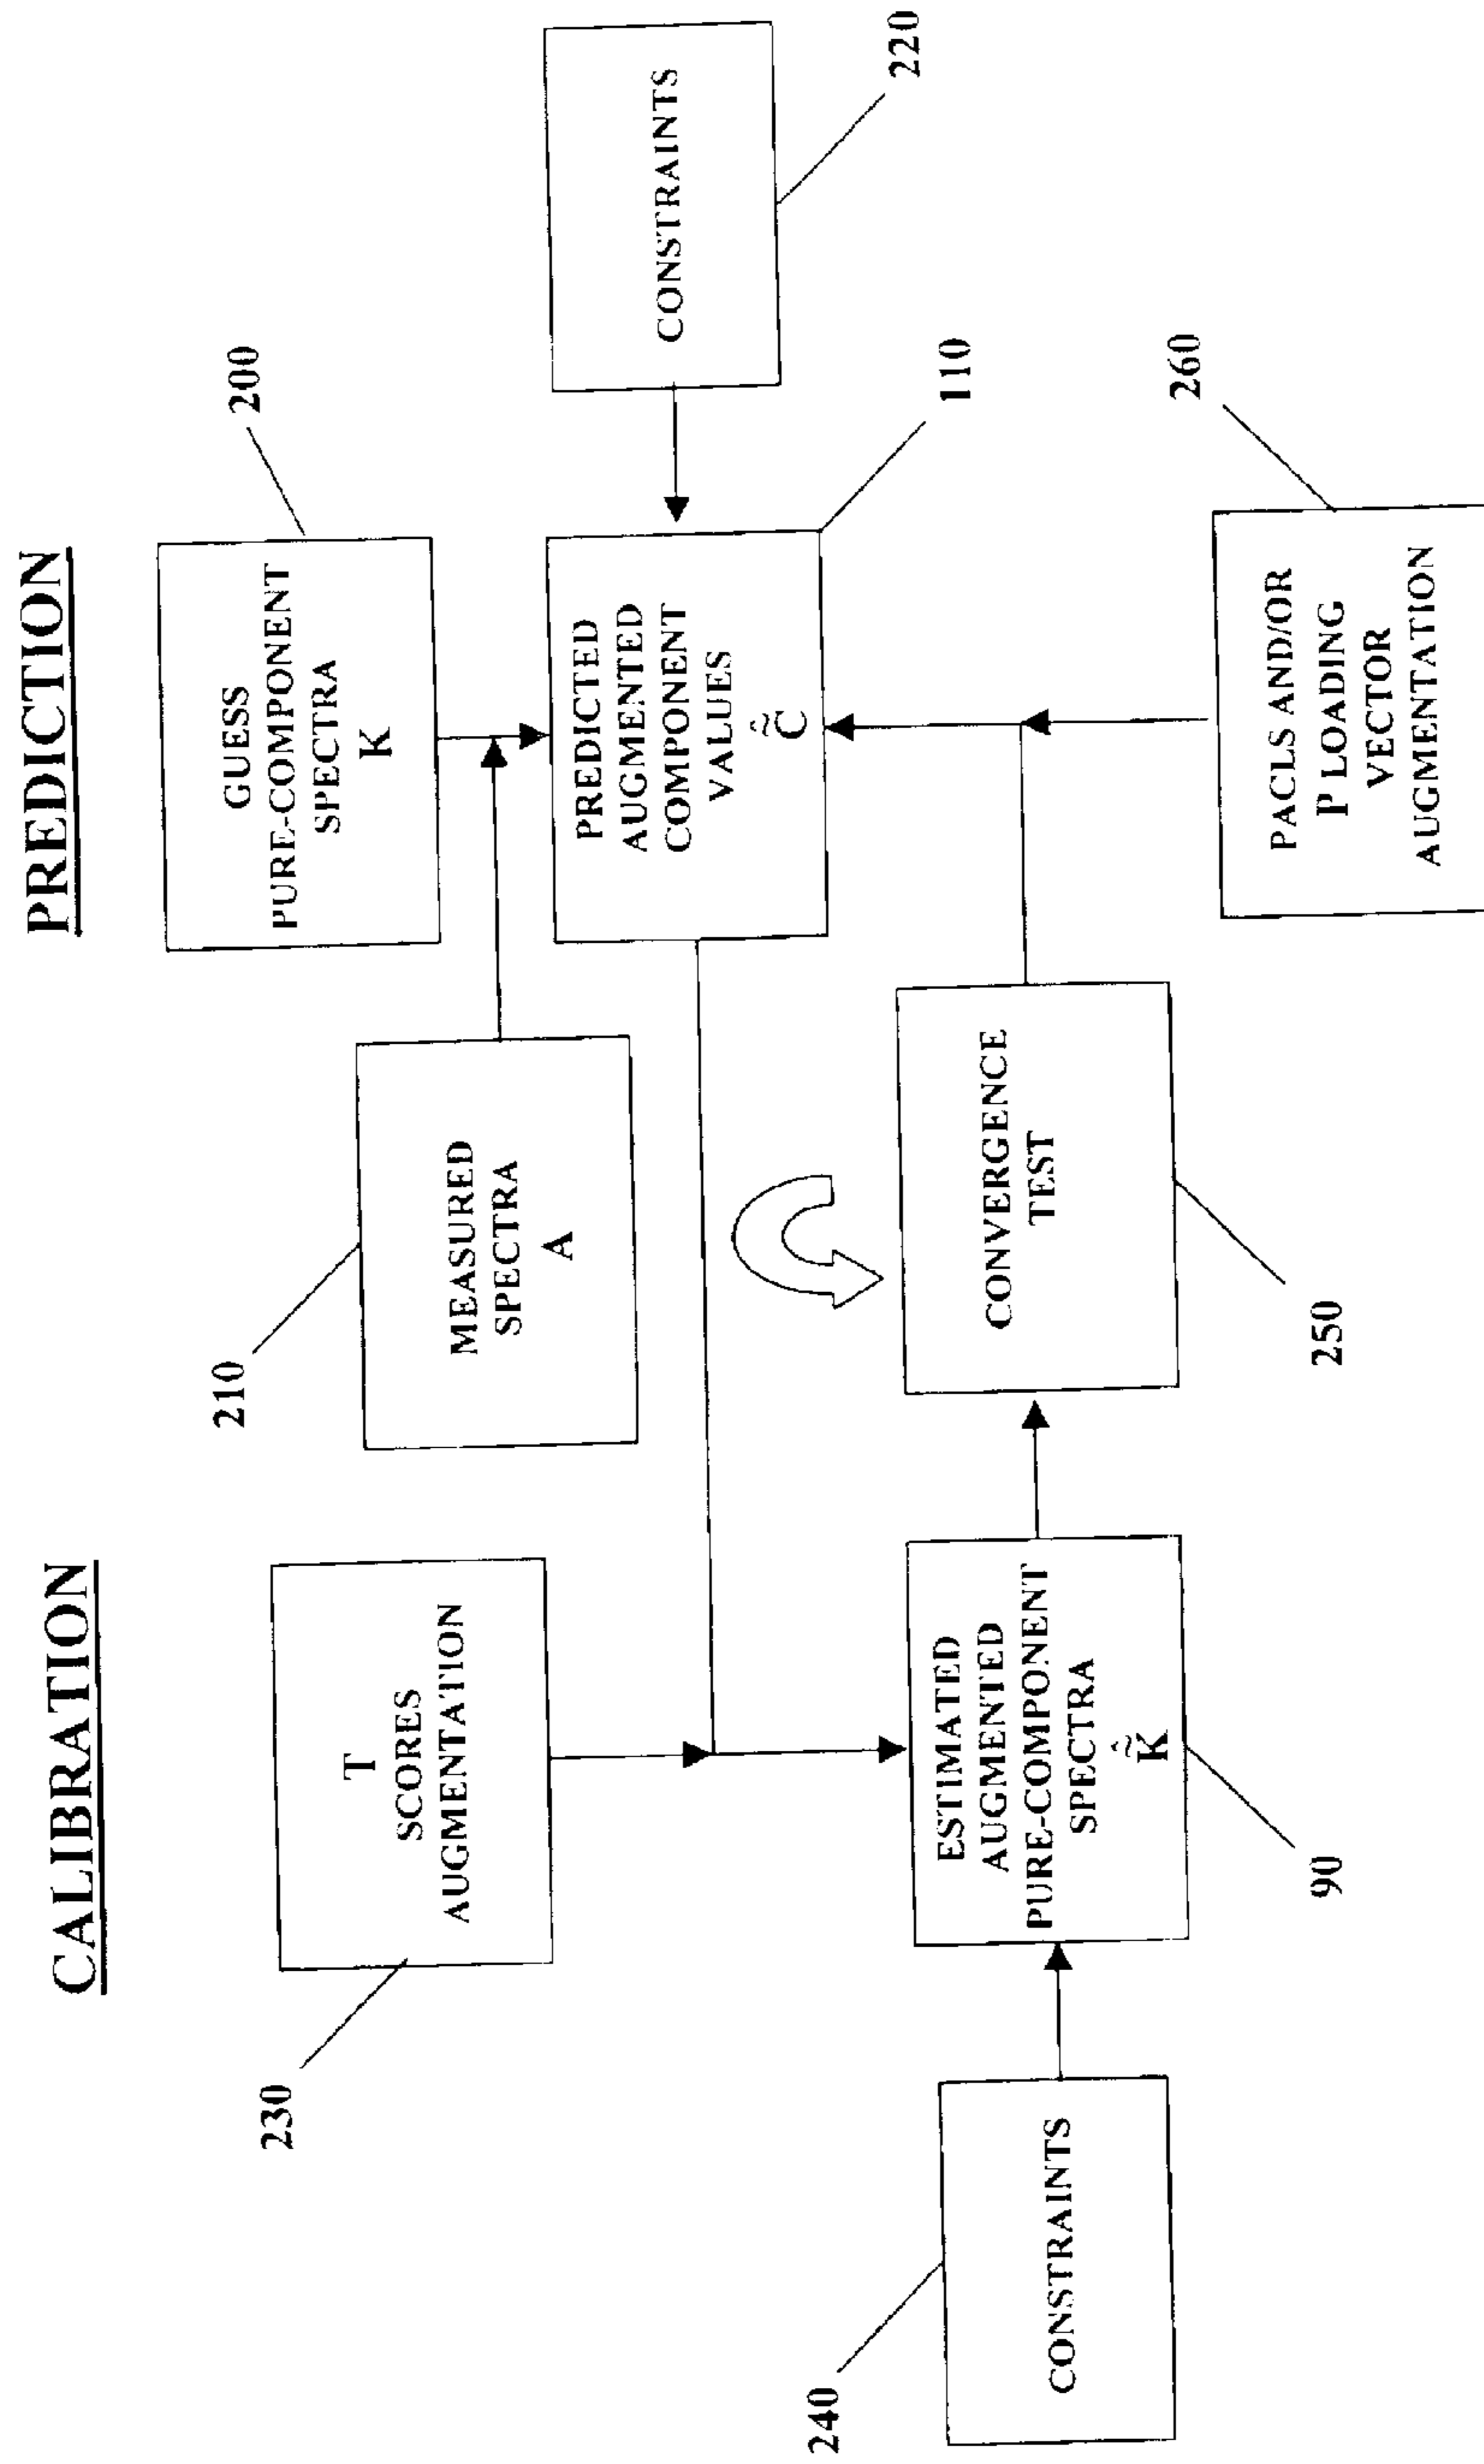 CALIBRATION
PREDICTION
230
T
SCORES
AUGMENTATION
210
MEASURED
SPECTRA
A
200
GUESS
PURE-COMPONENT
SPECTRA
K
240
CONSTRAINTS
90
ESTIMATED
AUGMENTED
PURE-COMPONENT
SPECTRA
K̃̂
250
CONVERGENCE
TEST
110
PREDICTED
AUGMENTED
COMPONENT
VALUES
C̃̂
220
CONSTRAINTS
260
PACLS AND/OR
P LOADING
VECTOR
AUGMENTATION